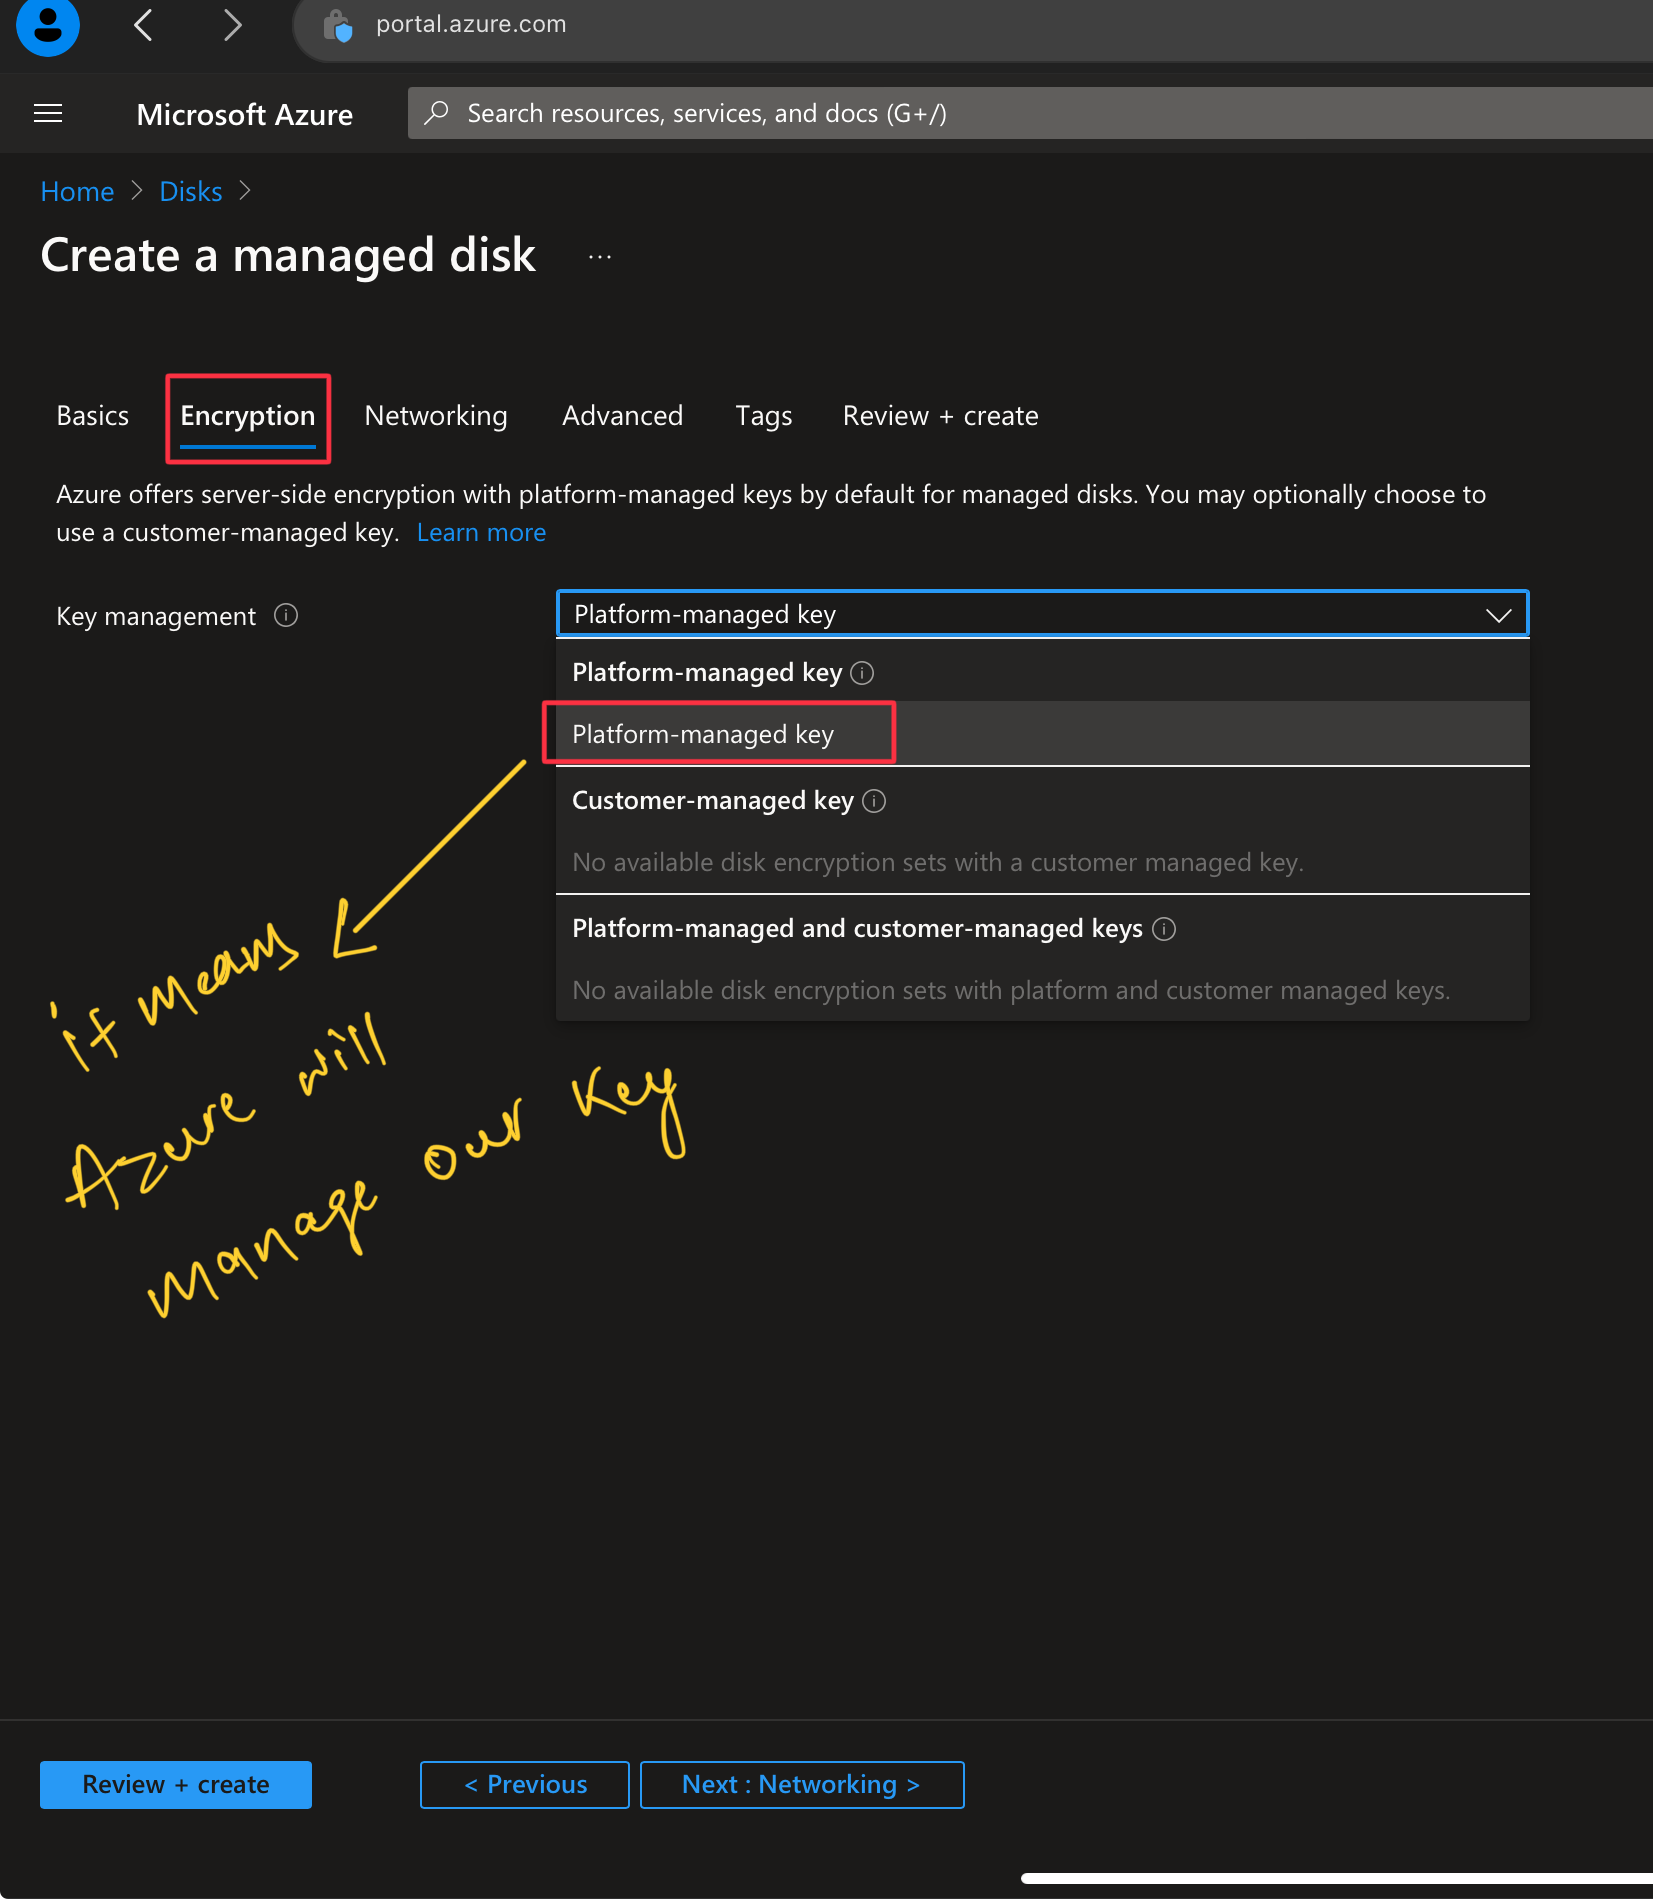 portal.azure.com
Microsoft Azure
Search resources, services, and docs (G+/)
Home > Disks >
Create a managed disk ...
Basics Encryption Networking Advanced Tags Review + create
Azure offers server-side encryption with platform-managed keys by default for managed disks. You may optionally choose to
use a customer-managed key. Learn more
Key management
Platform-managed key
Platform-managed key
Platform-managed key
Customer-managed key
No available disk encryption sets with a customer managed key.
Platform-managed and customer-managed keys
No available disk encryption sets with platform and customer managed keys.
it means
Azure will
manage our key
Review + create
< Previous
Next : Networking >